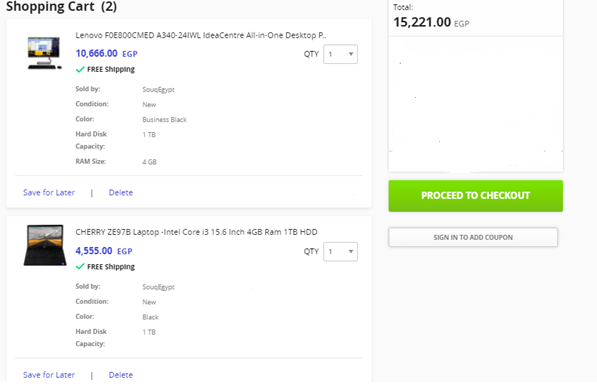 Shopping Cart (2)
Lenovo F0E800CMED A340-24IWL IdeaCentre All-in-One Desktop P..
10,666.00 EGP
QTY 1
FREE Shipping
Sold by: SouqEgypt
Condition: New
Color: Business Black
Hard Disk Capacity: 1 TB
RAM Size: 4 GB
Save for Later | Delete
CHERRY ZE97B Laptop -Intel Core i3 15.6 Inch 4GB Ram 1TB HDD
4,555.00 EGP
QTY 1
FREE Shipping
Sold by: SouqEgypt
Condition: New
Color: Black
Hard Disk Capacity: 1 TB
Save for Later | Delete
Total:
15,221.00 EGP
PROCEED TO CHECKOUT
SIGN IN TO ADD COUPON